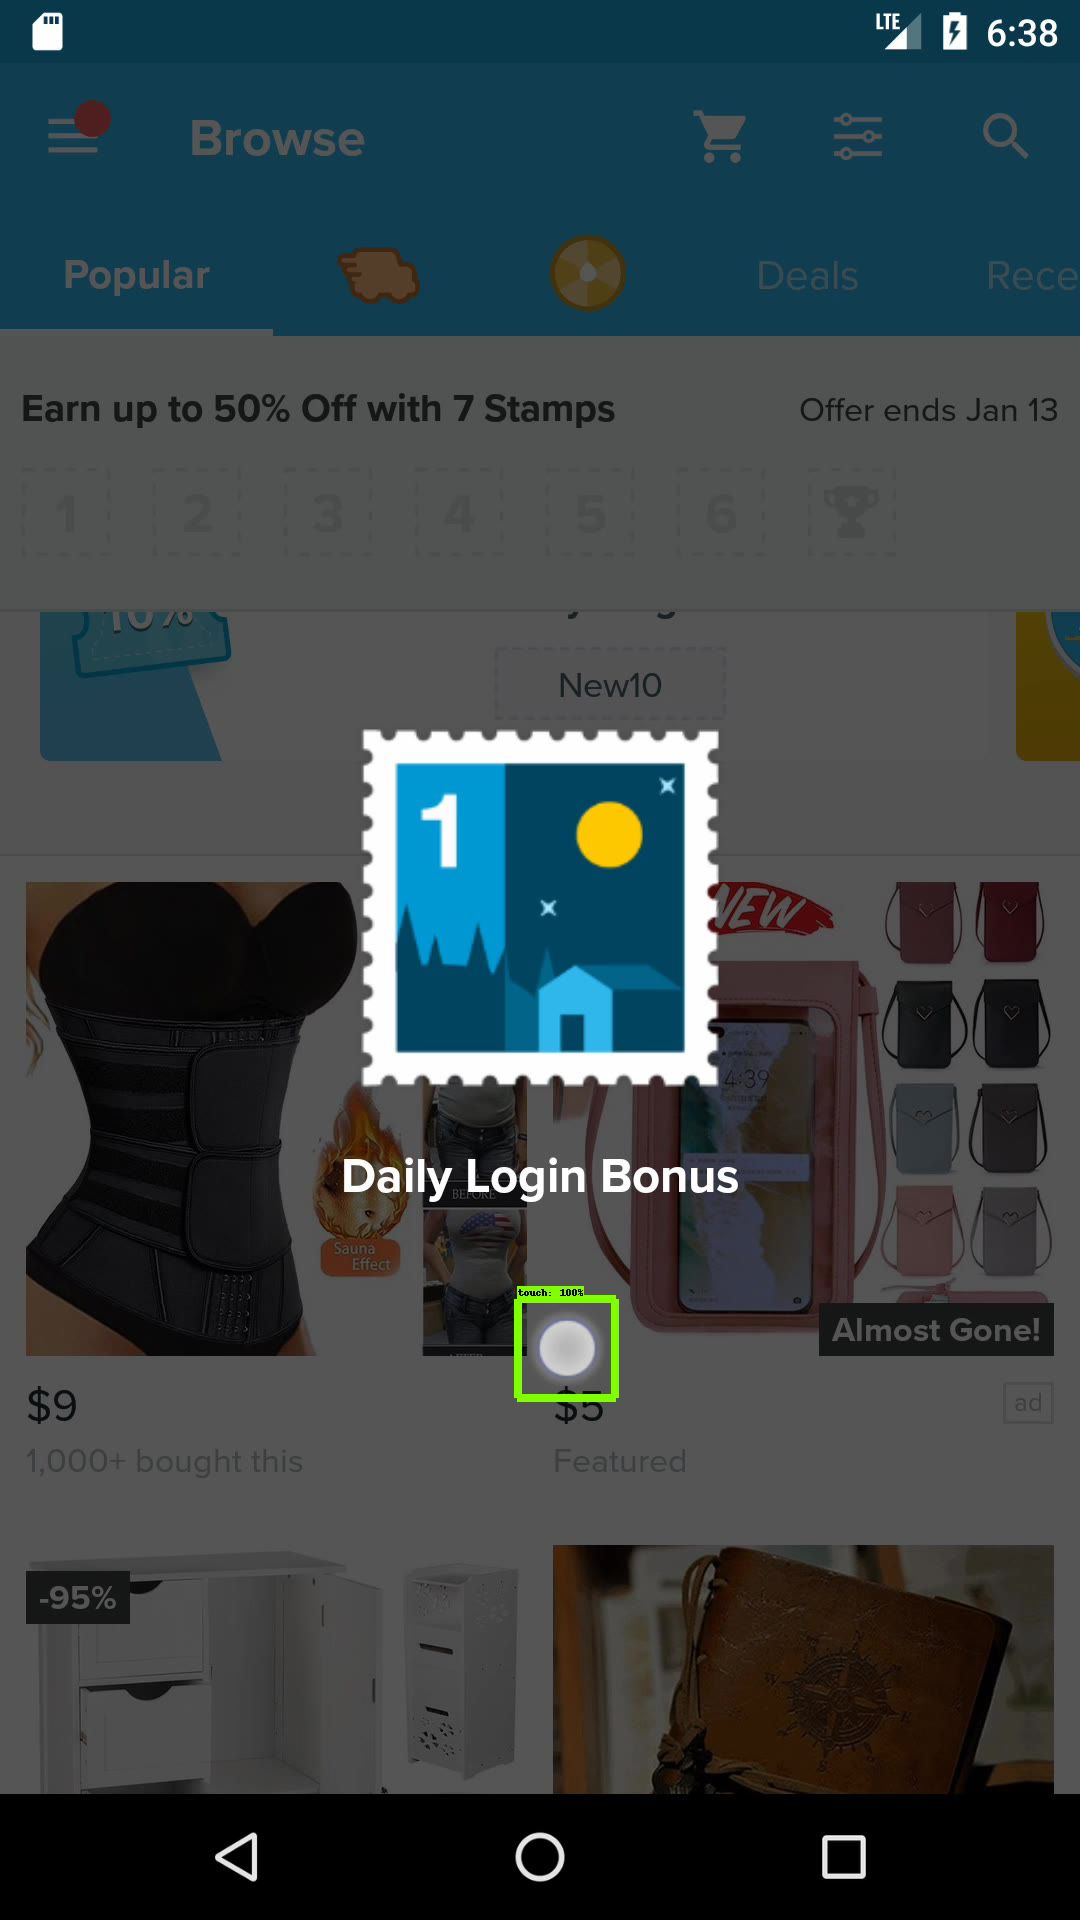 LTE 6:38
Browse
Popular Deals Rece
Earn up to 50% Off with 7 Stamps Offer ends Jan 13
1 2 3 4 5 6
10%
New10
1
NEW
4:39
Daily Login Bonus
BEFORE
Sauna
Effect
touch: 100%
Almost Gone!
$9 $5 ad
1,000+ bought this Featured
-95%